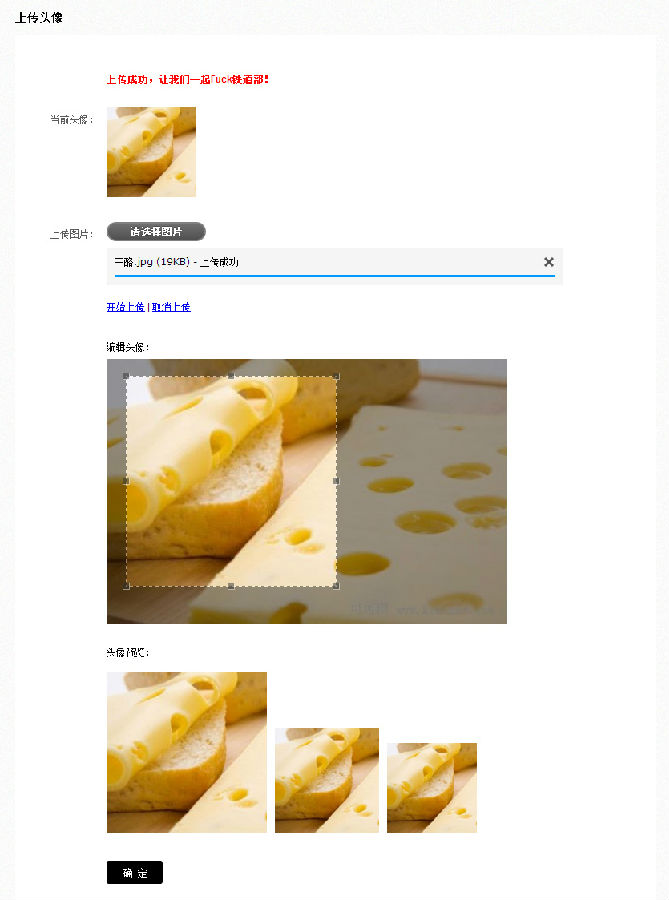 上传头像
上传成功，让我们一起fuck铁道部！
当前头像：
上传图片：
请选择图片
干酪.jpg (19KB) - 上传成功
开始上传 | 取消上传
编辑头像：
头像预览：
确 定